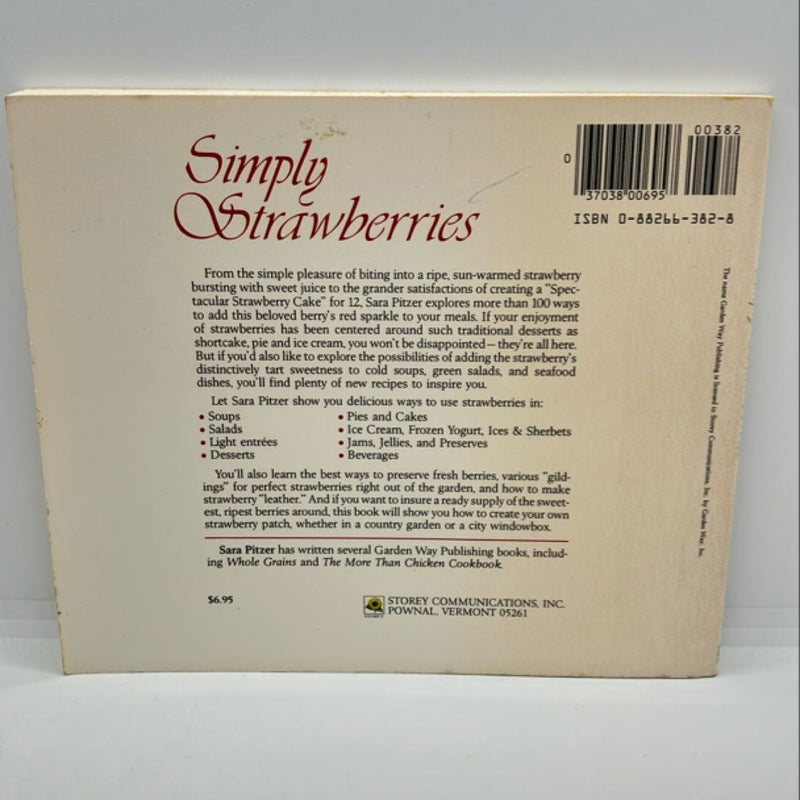 Simply
Strawberries
00382
0
37038 00695
ISBN 0-88266-382-8
From the simple pleasure of biting into a ripe, sun-warmed strawberry
bursting with sweet juice to the grander satisfactions of creating a "Spec-
tacular Strawberry Cake" for 12, Sara Pitzer explores more than 100 ways
to add this beloved berry's red sparkle to your meals. If your enjoyment
of strawberries has been centered around such traditional desserts as
shortcake, pie and ice cream, you won't be disappointed—they're all here.
But if you'd also like to explore the possibilities of adding the strawberry's
distinctively tart sweetness to cold soups, green salads, and seafood
dishes, you'll find plenty of new recipes to inspire you.
Let Sara Pitzer show you delicious ways to use strawberries in:
• Soups
• Salads
• Light entrées
• Desserts
• Pies and Cakes
• Ice Cream, Frozen Yogurt, Ices & Sherbets
• Jams, Jellies, and Preserves
• Beverages
You'll also learn the best ways to preserve fresh berries, various "gild-
ings" for perfect strawberries right out of the garden, and how to make
strawberry "leather." And if you want to insure a ready supply of the sweet-
est, ripest berries around, this book will show you how to create your own
strawberry patch, whether in a country garden or a city windowbox.
Sara Pitzer has written several Garden Way Publishing books, includ-
ing Whole Grains and The More Than Chicken Cookbook.
$6.95
STOREY COMMUNICATIONS, INC.
POWNAL, VERMONT 05261
The name Garden Way Publishing is licensed to Storey Communications, Inc. by Garden Way, Inc.